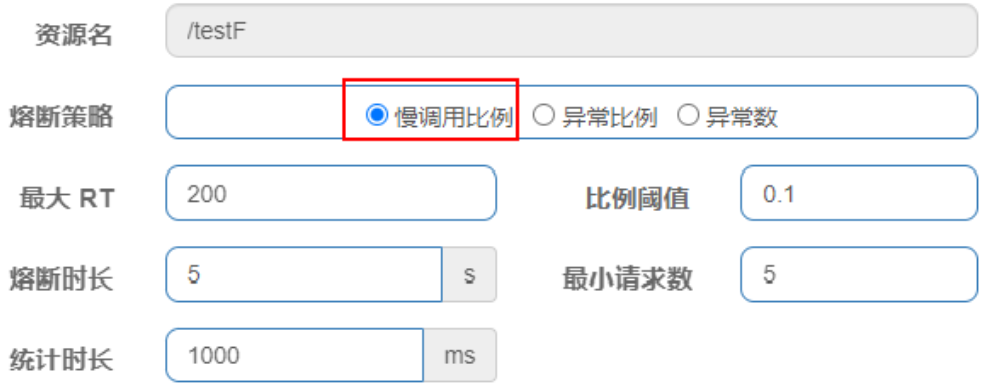 资源名 /testF
熔断策略 慢调用比例 异常比例 异常数
最大 RT 200 比例阈值 0.1
熔断时长 5 s 最小请求数 5
统计时长 1000 ms